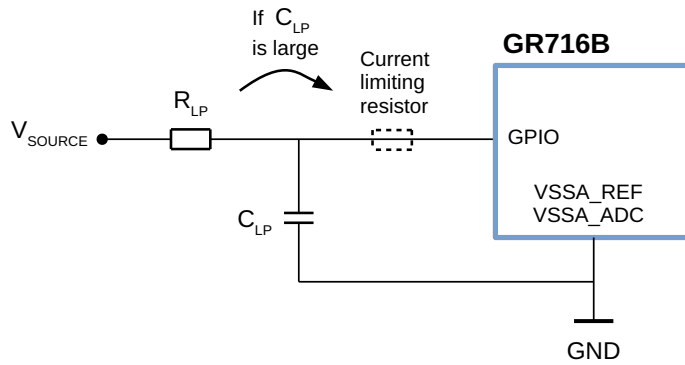 If C_LP
is large
Current
limiting
resistor
GR716B
R_LP
V_SOURCE
GPIO
VSSA_REF
VSSA_ADC
C_LP
GND